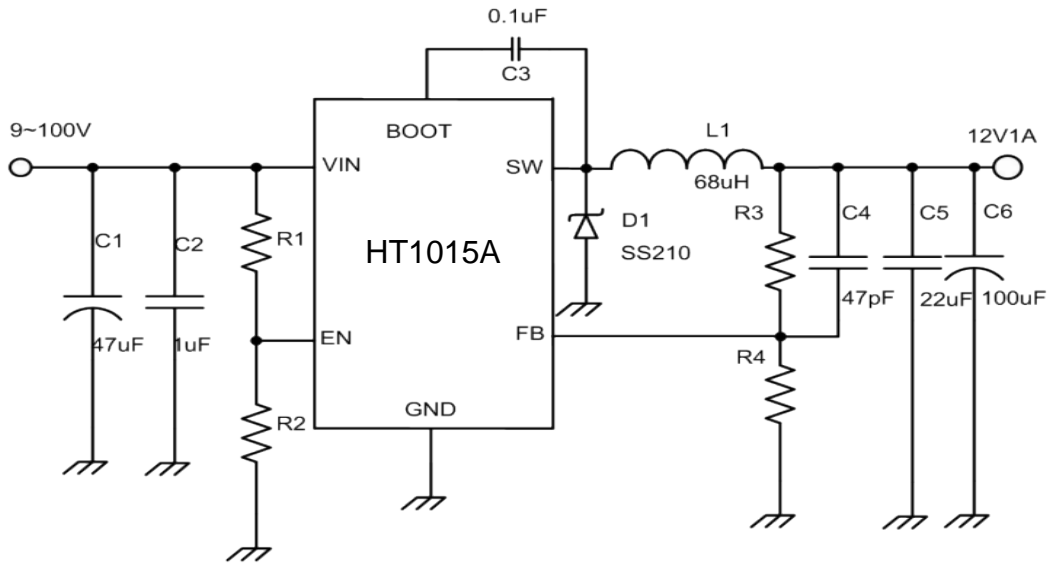 0.1uF
C3
9~100V
BOOT
L1
12V1A
VIN
SW
68uH
R3
C4
C5
C6
D1
C1
C2
R1
HT1015A
SS210
47pF
22uF
100uF
47uF
1uF
EN
FB
R4
GND
R2